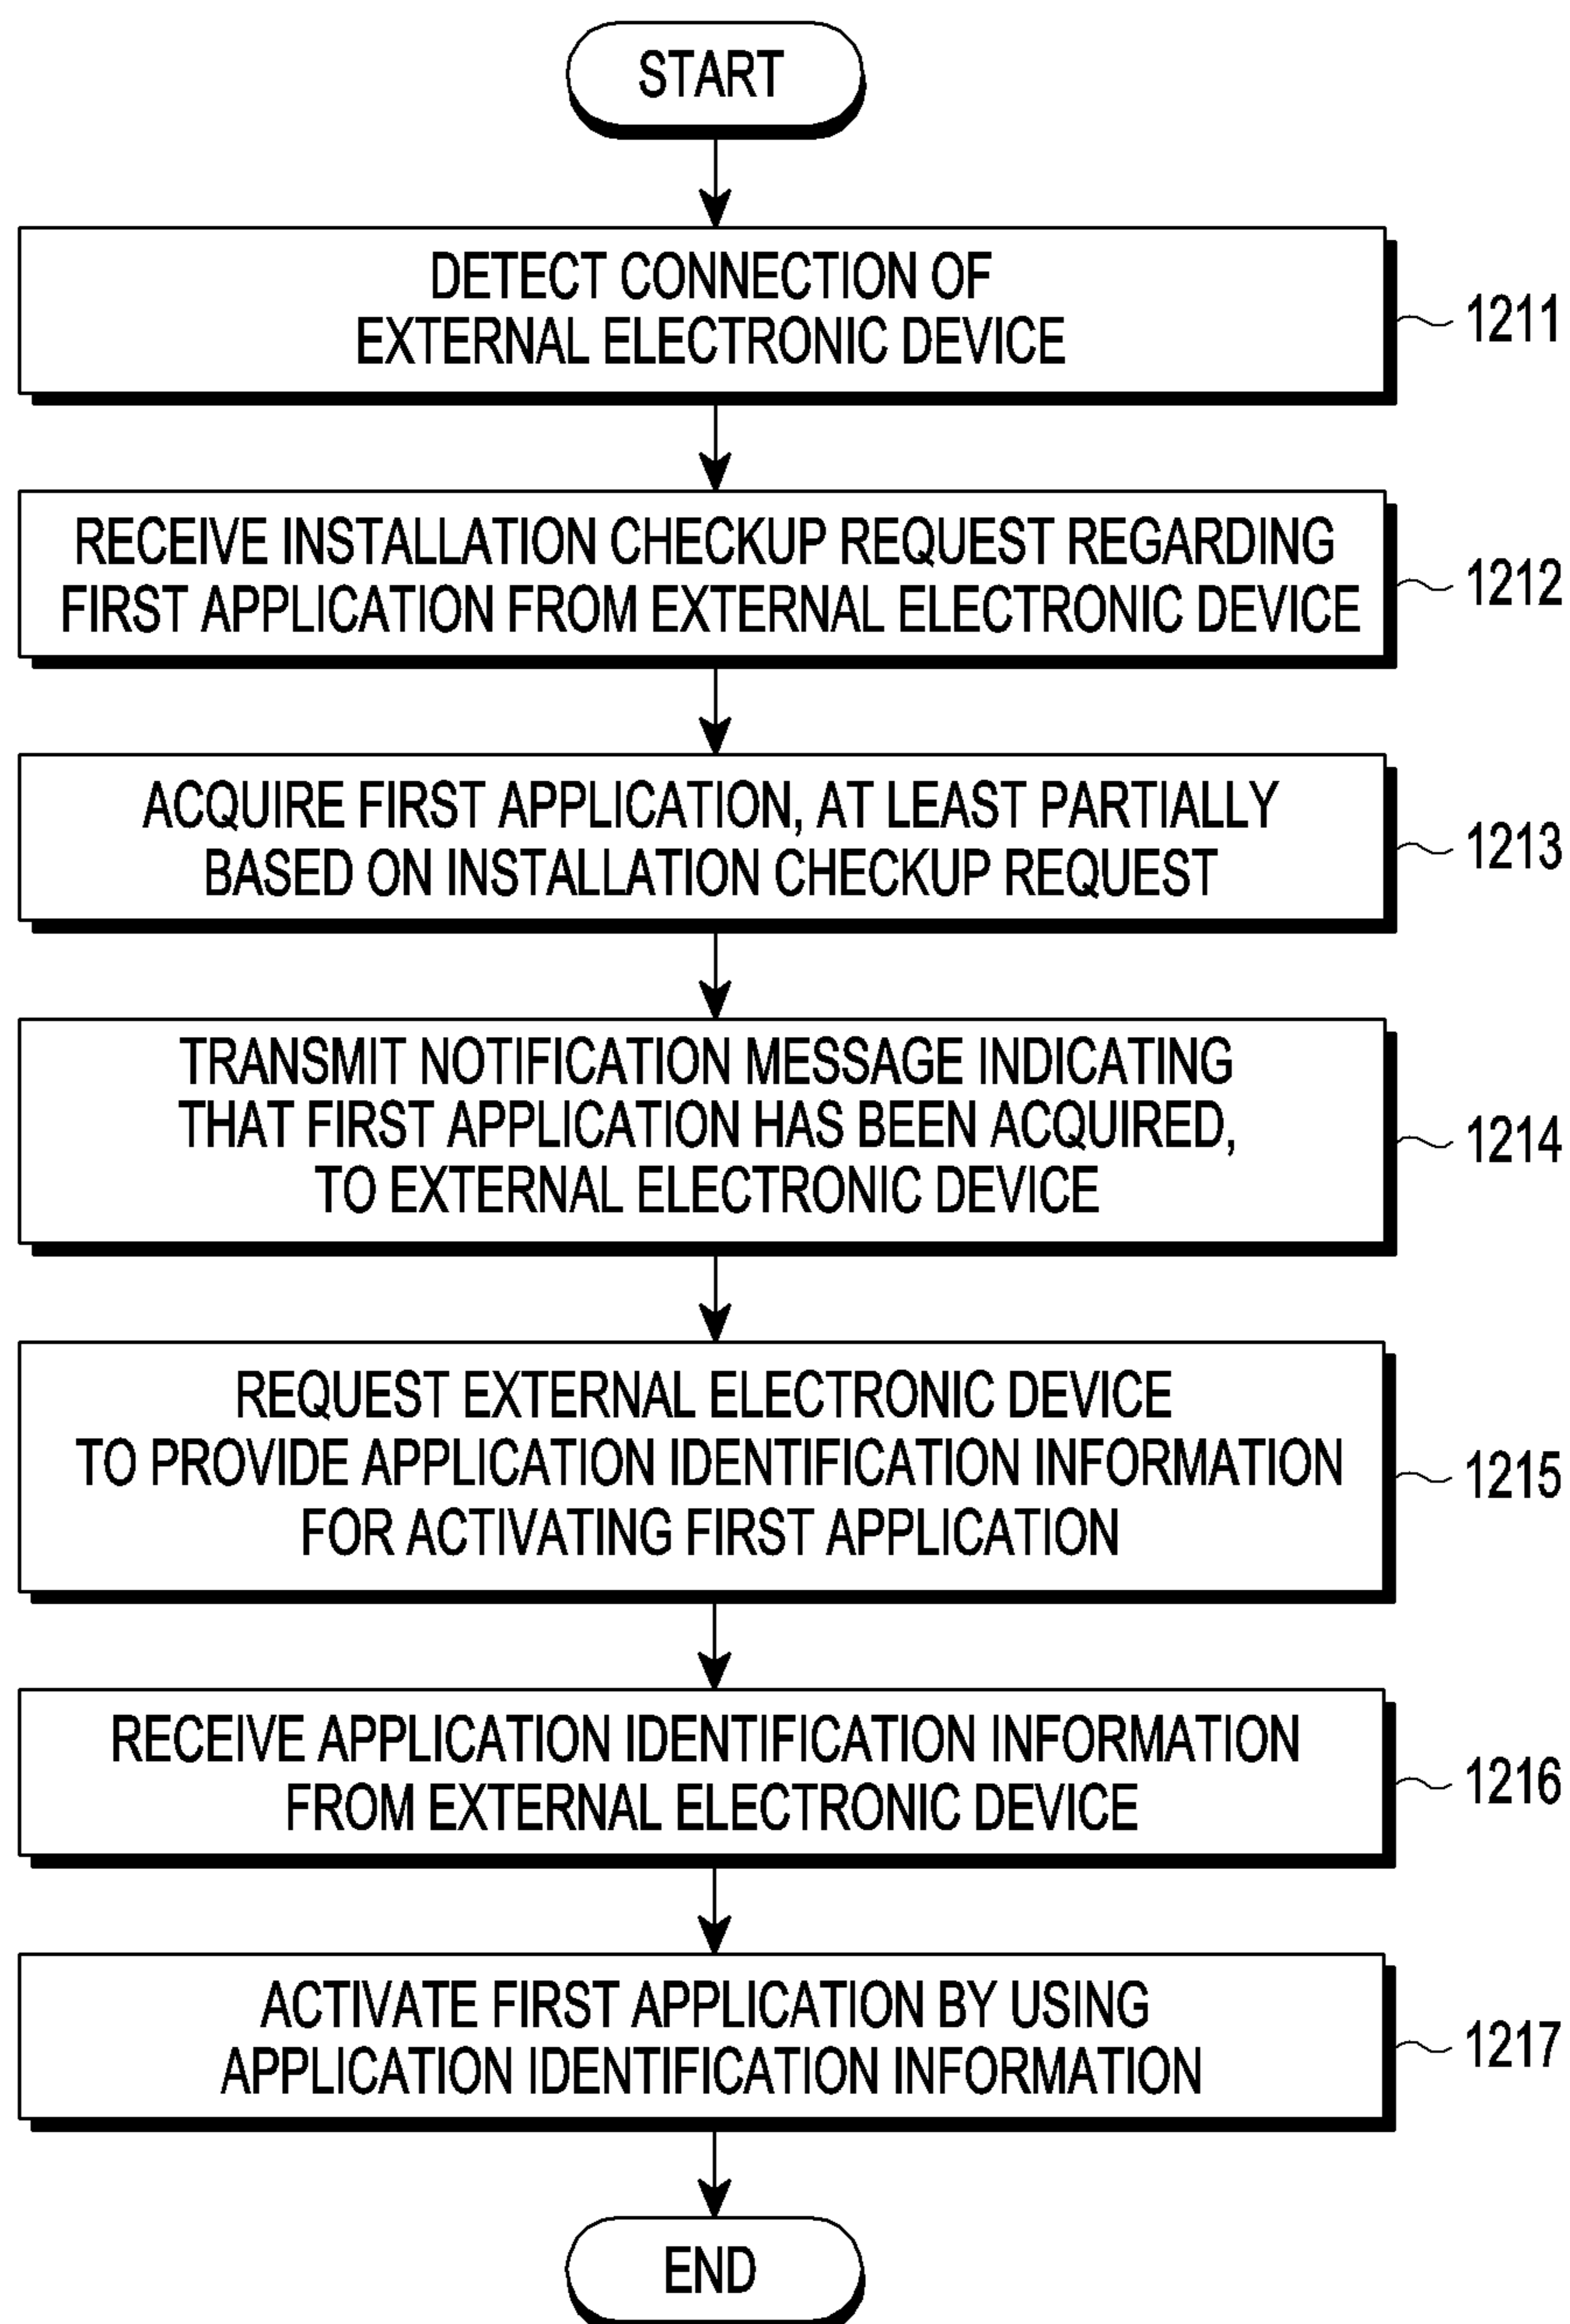 START
DETECT CONNECTION OF
EXTERNAL ELECTRONIC DEVICE
1211
RECEIVE INSTALLATION CHECKUP REQUEST REGARDING
FIRST APPLICATION FROM EXTERNAL ELECTRONIC DEVICE
1212
ACQUIRE FIRST APPLICATION, AT LEAST PARTIALLY
BASED ON INSTALLATION CHECKUP REQUEST
1213
TRANSMIT NOTIFICATION MESSAGE INDICATING
THAT FIRST APPLICATION HAS BEEN ACQUIRED,
TO EXTERNAL ELECTRONIC DEVICE
1214
REQUEST EXTERNAL ELECTRONIC DEVICE
TO PROVIDE APPLICATION IDENTIFICATION INFORMATION
FOR ACTIVATING FIRST APPLICATION
1215
RECEIVE APPLICATION IDENTIFICATION INFORMATION
FROM EXTERNAL ELECTRONIC DEVICE
1216
ACTIVATE FIRST APPLICATION BY USING
APPLICATION IDENTIFICATION INFORMATION
1217
END